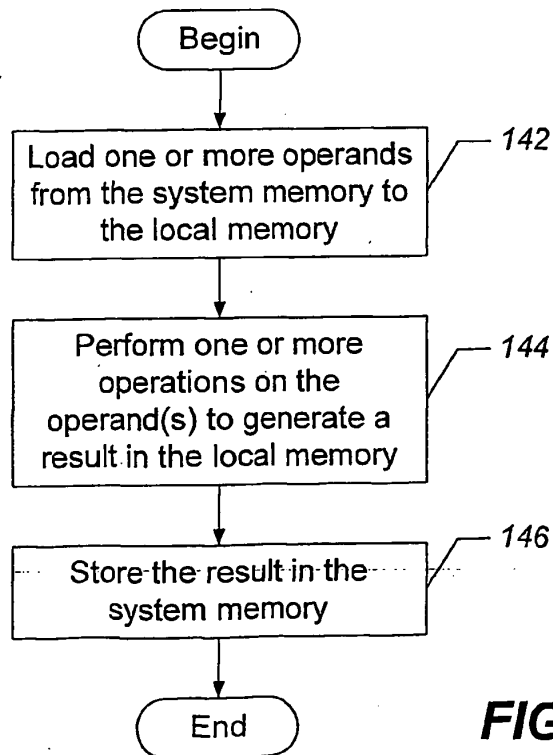 Begin
Load one or more operands
from the system memory to
the local memory
142
Perform one or more
operations on the
operand(s) to generate a
result in the local memory
144
Store the result in the
system memory
146
End
FIG